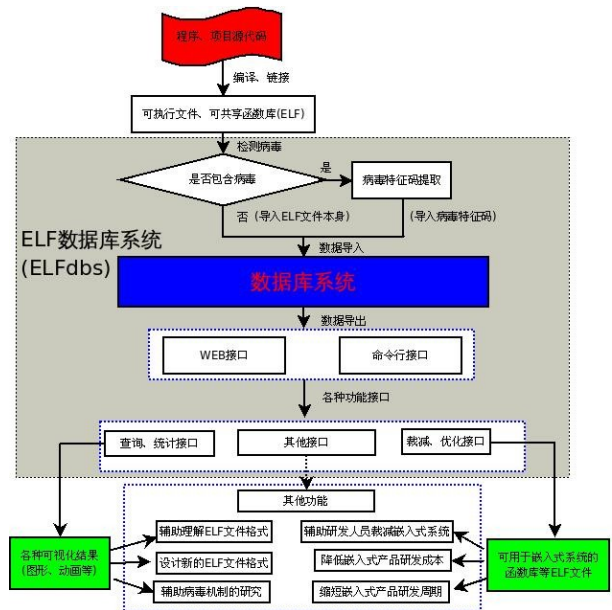 程序、项目源代码
编译、链接
可执行文件、可共享函数库(ELF)
检测病毒
是否包含病毒
是
病毒特征码提取
否（导入ELF文件本身）
（导入病毒特征码）
ELF数据库系统
(ELFdbs)
数据导入
数据库系统
数据导出
WEB接口
命令行接口
各种功能接口
查询、统计接口
其他接口
裁减、优化接口
其他功能
各种可视化结果
(图形、动画等)
辅助理解ELF文件格式
设计新的ELF文件格式
辅助病毒机制的研究
辅助研发人员裁减嵌入式系统
降低嵌入式产品研发成本
缩短嵌入式产品研发周期
可用于嵌入式系统的
函数库等ELF文件